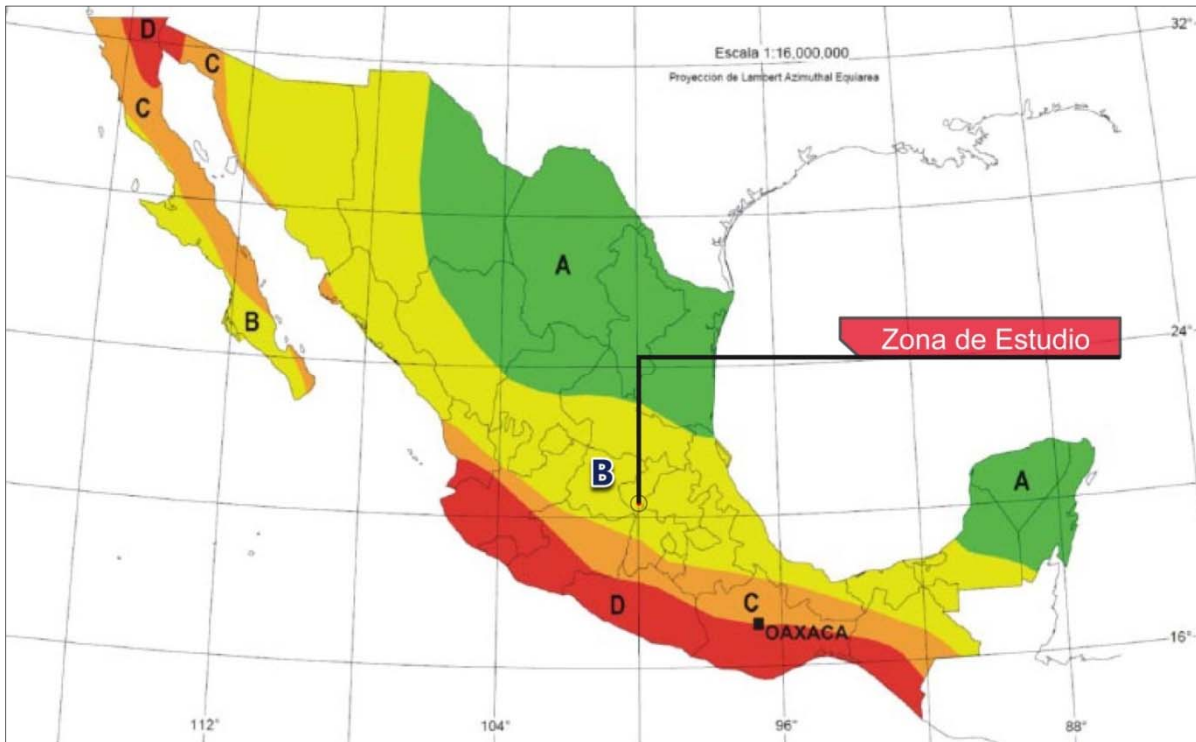 D
C
32°
Escala 1:16,000,000
Proyección de Lambert Azimuthal Equiarea
C
A
B
Zona de Estudio
24°
B
A
D
C
OAXACA
16°
112°
104°
96°
88°